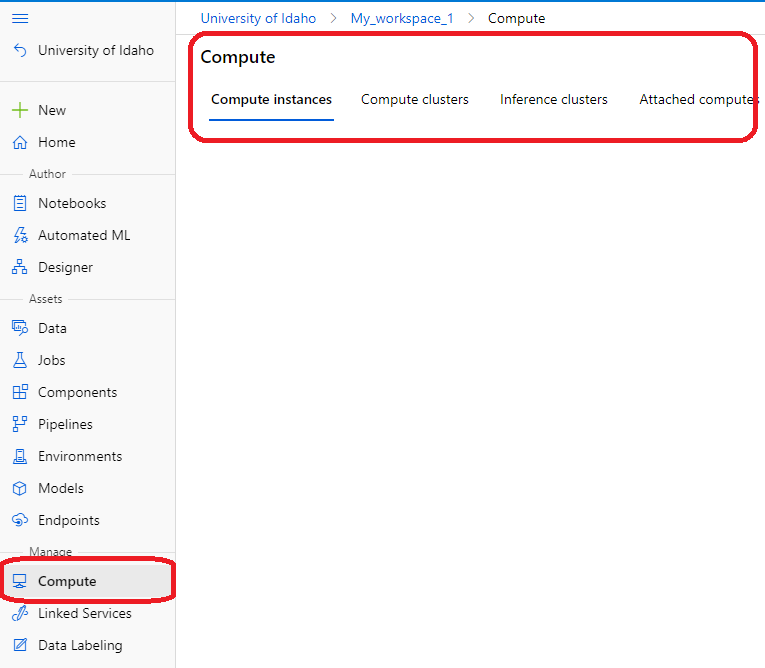 University of Idaho > My_workspace_1 > Compute
University of Idaho
New
Home
Author
Notebooks
Automated ML
Designer
Assets
Data
Jobs
Components
Pipelines
Environments
Models
Endpoints
Manage
Compute
Linked Services
Data Labeling
Compute
Compute instances Compute clusters Inference clusters Attached computes